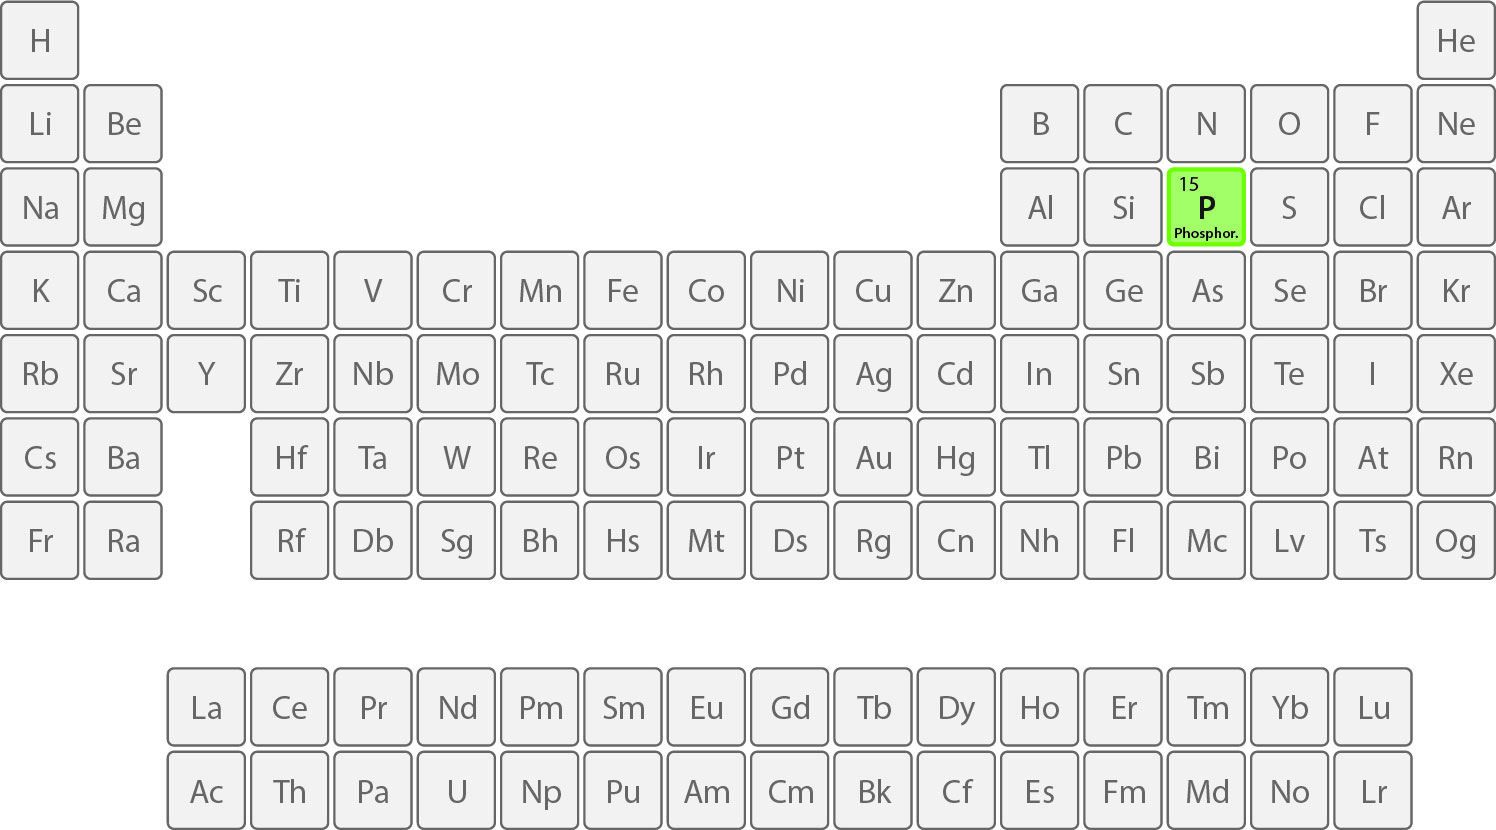 H He
Li Be B C N O F Ne
Na Mg Al Si 15 P Phosphor. S Cl Ar
K Ca Sc Ti V Cr Mn Fe Co Ni Cu Zn Ga Ge As Se Br Kr
Rb Sr Y Zr Nb Mo Tc Ru Rh Pd Ag Cd In Sn Sb Te I Xe
Cs Ba Hf Ta W Re Os Ir Pt Au Hg Tl Pb Bi Po At Rn
Fr Ra Rf Db Sg Bh Hs Mt Ds Rg Cn Nh Fl Mc Lv Ts Og
La Ce Pr Nd Pm Sm Eu Gd Tb Dy Ho Er Tm Yb Lu
Ac Th Pa U Np Pu Am Cm Bk Cf Es Fm Md No Lr